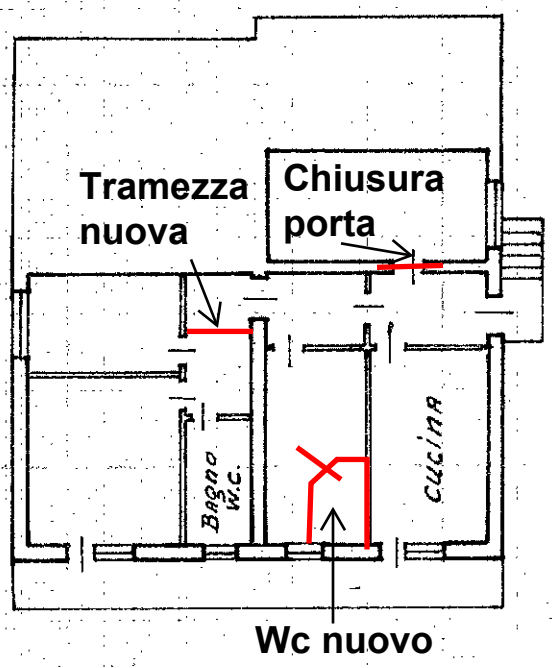 Tramezza
nuova
Chiusura
porta
Bagno
W.C.
cucina
Wc nuovo